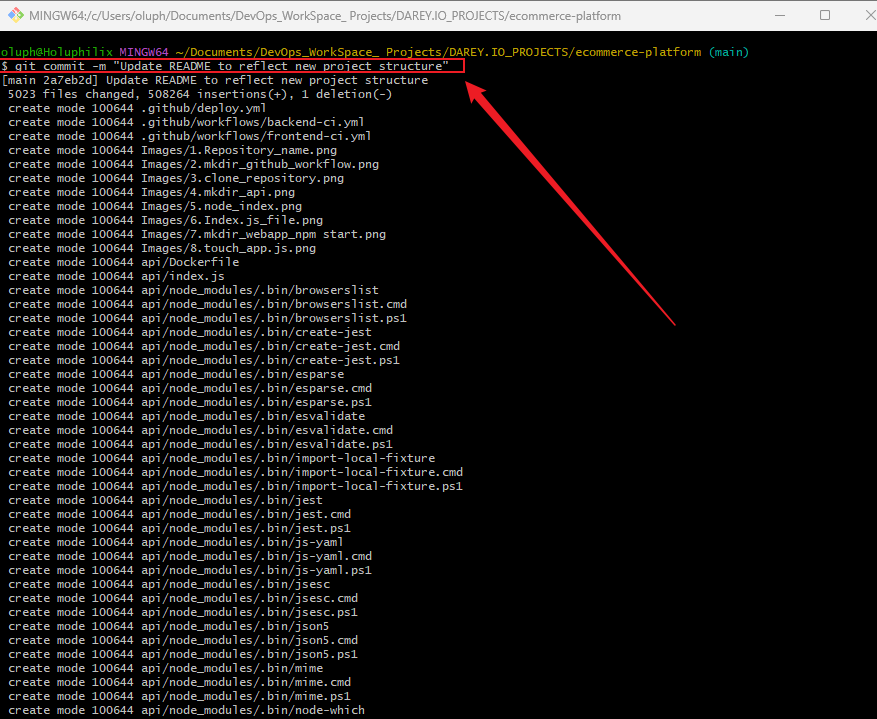 MINGW64:/c/Users/oluph/Documents/DevOps_WorkSpace_ Projects/DAREY.IO_PROJECTS/ecommerce-platform
oluph@Holuphilix MINGW64 ~/Documents/DevOps_WorkSpace_ Projects/DAREY.IO_PROJECTS/ecommerce-platform (main)
$ git commit -m "Update README to reflect new project structure"
[main 2a7eb2d] Update README to reflect new project structure
 5023 files changed, 508264 insertions(+), 1 deletion(-)
 create mode 100644 .github/deploy.yml
 create mode 100644 .github/workflows/backend-ci.yml
 create mode 100644 .github/workflows/frontend-ci.yml
 create mode 100644 Images/1.Repository_name.png
 create mode 100644 Images/2.mkdir_github_workflow.png
 create mode 100644 Images/3.clone_repository.png
 create mode 100644 Images/4.mkdir_api.png
 create mode 100644 Images/5.node_index.png
 create mode 100644 Images/6.Index.js_file.png
 create mode 100644 Images/7.mkdir_webapp_npm start.png
 create mode 100644 Images/8.touch_app.js.png
 create mode 100644 api/Dockerfile
 create mode 100644 api/index.js
 create mode 100644 api/node_modules/.bin/browserslist
 create mode 100644 api/node_modules/.bin/browserslist.cmd
 create mode 100644 api/node_modules/.bin/browserslist.ps1
 create mode 100644 api/node_modules/.bin/create-jest
 create mode 100644 api/node_modules/.bin/create-jest.cmd
 create mode 100644 api/node_modules/.bin/create-jest.ps1
 create mode 100644 api/node_modules/.bin/esparse
 create mode 100644 api/node_modules/.bin/esparse.cmd
 create mode 100644 api/node_modules/.bin/esparse.ps1
 create mode 100644 api/node_modules/.bin/esvalidate
 create mode 100644 api/node_modules/.bin/esvalidate.cmd
 create mode 100644 api/node_modules/.bin/esvalidate.ps1
 create mode 100644 api/node_modules/.bin/import-local-fixture
 create mode 100644 api/node_modules/.bin/import-local-fixture.cmd
 create mode 100644 api/node_modules/.bin/import-local-fixture.ps1
 create mode 100644 api/node_modules/.bin/jest
 create mode 100644 api/node_modules/.bin/jest.cmd
 create mode 100644 api/node_modules/.bin/jest.ps1
 create mode 100644 api/node_modules/.bin/js-yaml
 create mode 100644 api/node_modules/.bin/js-yaml.cmd
 create mode 100644 api/node_modules/.bin/js-yaml.ps1
 create mode 100644 api/node_modules/.bin/jsesc
 create mode 100644 api/node_modules/.bin/jsesc.cmd
 create mode 100644 api/node_modules/.bin/jsesc.ps1
 create mode 100644 api/node_modules/.bin/json5
 create mode 100644 api/node_modules/.bin/json5.cmd
 create mode 100644 api/node_modules/.bin/json5.ps1
 create mode 100644 api/node_modules/.bin/mime
 create mode 100644 api/node_modules/.bin/mime.cmd
 create mode 100644 api/node_modules/.bin/mime.ps1
 create mode 100644 api/node_modules/.bin/node-which